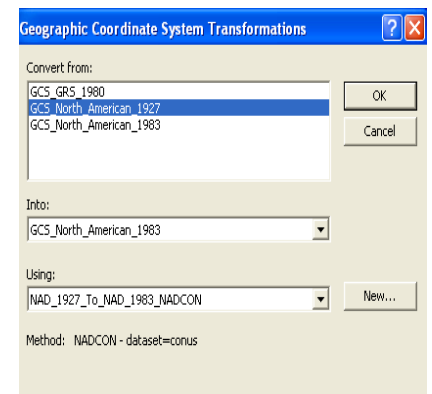 Geographic Coordinate System Transformations
Convert from:
GCS_GRS_1980
GCS_North_American_1927
GCS_North_American_1983
OK
Cancel
Into:
GCS_North_American_1983
Using:
NAD_1927_To_NAD_1983_NADCON
New...
Method: NADCON - dataset=conus